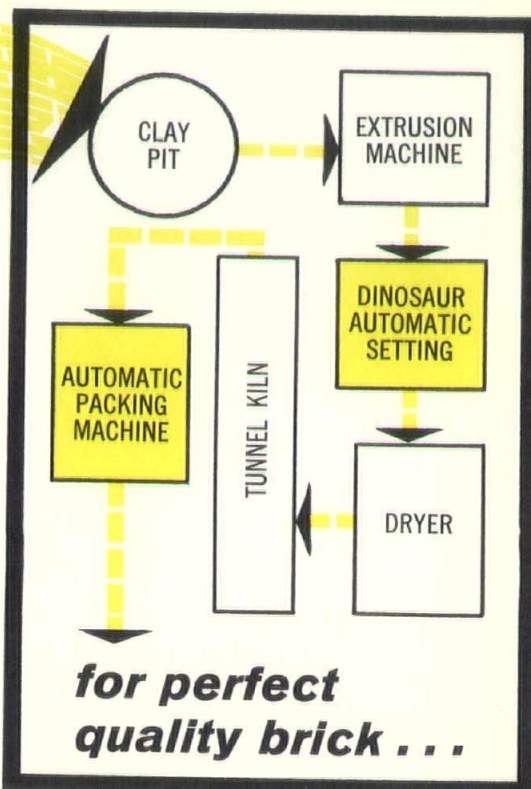 CLAY
PIT
EXTRUSION
MACHINE
DINOSAUR
AUTOMATIC
SETTING
DRYER
TUNNEL KILN
AUTOMATIC
PACKING
MACHINE
for perfect
quality brick . . .